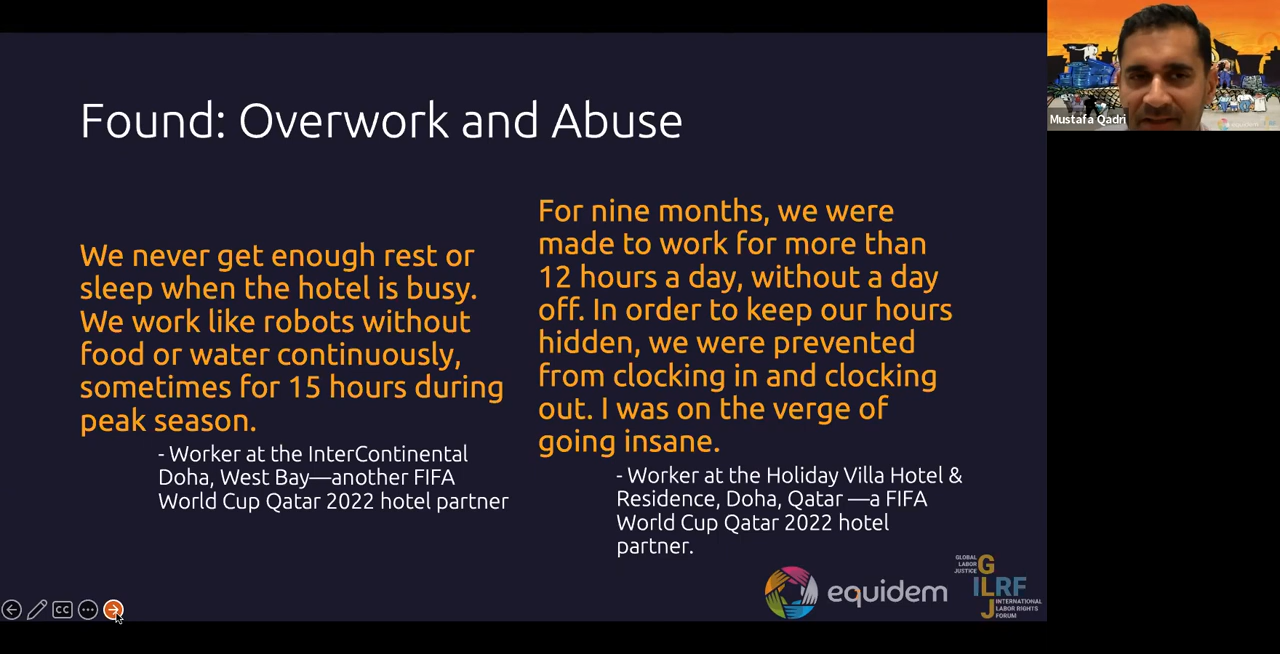 Found: Overwork and Abuse
We never get enough rest or
sleep when the hotel is busy.
We work like robots without
food or water continuously,
sometimes for 15 hours during
peak season.
- Worker at the InterContinental
Doha, West Bay—another FIFA
World Cup Qatar 2022 hotel partner
For nine months, we were
made to work for more than
12 hours a day, without a day
off. In order to keep our hours
hidden, we were prevented
from clocking in and clocking
out. I was on the verge of
going insane.
- Worker at the Holiday Villa Hotel &
Residence, Doha, Qatar —a FIFA
World Cup Qatar 2022 hotel
partner.
equidem
GLOBAL
LABOR
JUSTICE
G
ILRF
J
INTERNATIONAL
LABOR RIGHTS
FORUM
CC
Mustafa Qadri